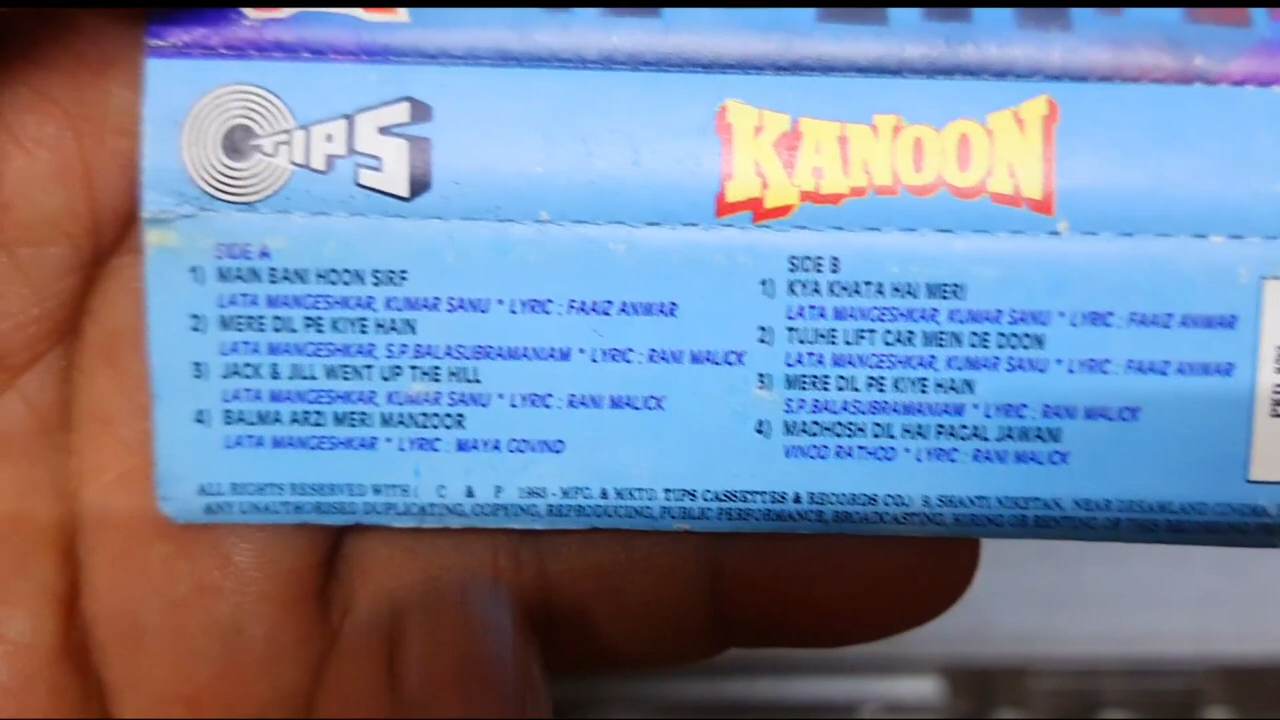 TIPS
KANOON
SIDE A
1) MAIN BANI HOON SIRF
LATA MANGESHKAR, KUMAR SANU * LYRIC : FAAIZ ANWAR
2) MERE DIL PE KIYE HAIN
LATA MANGESHKAR, S.P.BALASUBRAMANIAM * LYRIC : RANI MALICK
3) JACK & JILL WENT UP THE HILL
LATA MANGESHKAR, KUMAR SANU * LYRIC : RANI MALICK
4) BALMA ARZI MERI MANZOOR
LATA MANGESHKAR * LYRIC : MAYA GOVIND
SIDE B
1) KYA KHATA HAI MERI
LATA MANGESHKAR, KUMAR SANU * LYRIC : FAAIZ ANWAR
2) TUJHE LIFT CAR MEIN DE DOON
LATA MANGESHKAR, KUMAR SANU * LYRIC : FAAIZ ANWAR
3) MERE DIL PE KIYE HAIN
S.P.BALASUBRAMANIAM * LYRIC : RANI MALICK
4) MADHOSH DIL HAI PAGAL JAWANI
VINOD RATHOD * LYRIC : RANI MALICK
ALL RIGHTS RESERVED WITH ( C & P 1993 - MFG. & MKTD. TIPS CASSETTES & RECORDS CO.) 9, SHANTI NIKETAN, NEAR DREAMLAND CINEMA,
ANY UNAUTHORISED DUPLICATING, COPYING, REPRODUCING, PUBLIC PERFORMANCE, BROADCASTING, HIRING OR RENTING OF THIS